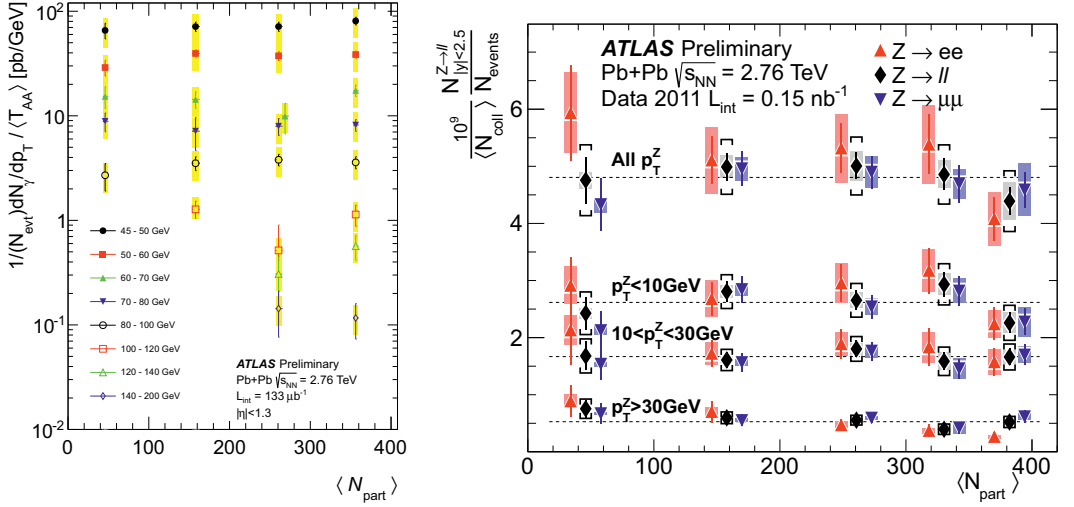 1/(N_evt)dN_γ/dp_T / ⟨T_AA⟩ [pb/GeV]
10²
10
1
10⁻¹
10⁻²
45 - 50 GeV
50 - 60 GeV
60 - 70 GeV
70 - 80 GeV
80 - 100 GeV
100 - 120 GeV
120 - 140 GeV
140 - 200 GeV
ATLAS Preliminary
Pb+Pb √s_NN = 2.76 TeV
L_int = 133 μb⁻¹
|η|<1.3
0 100 200 300 400
⟨ N_part ⟩
10⁹ / ⟨N_coll⟩ N^{Z→ll}_{|y|<2.5} / N_events
6
4
2
ATLAS Preliminary
Pb+Pb √s_NN = 2.76 TeV
Data 2011 L_int = 0.15 nb⁻¹
Z → ee
Z → ll
Z → μμ
All p_T^Z
p_T^Z<10GeV
10<p_T^Z<30GeV
p_T^Z>30GeV
0 100 200 300 400
⟨N_part⟩